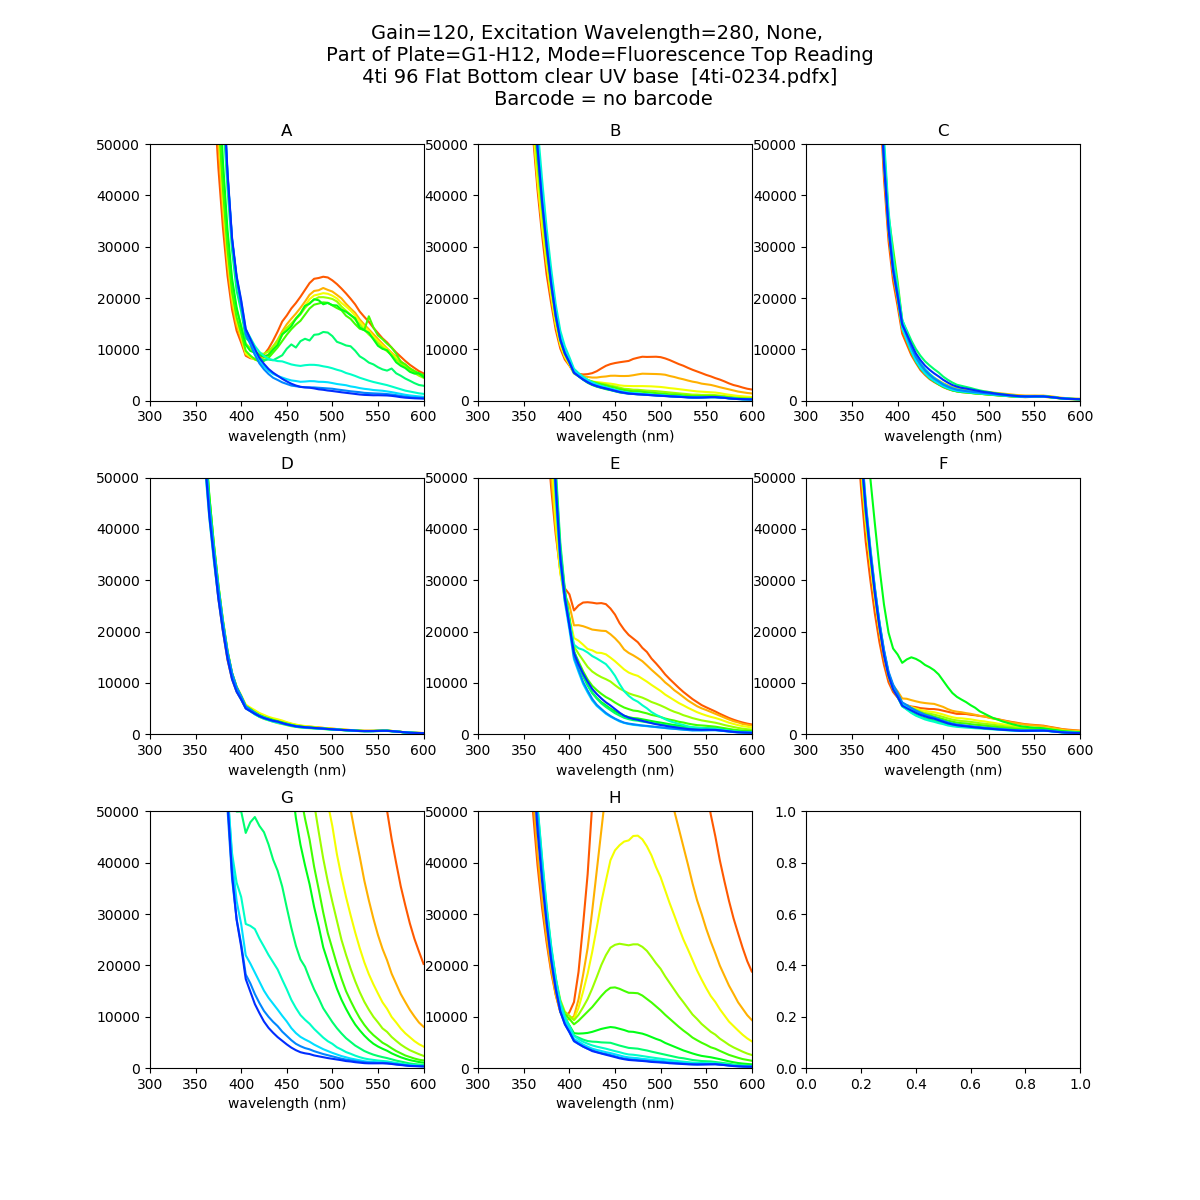 Gain=120, Excitation Wavelength=280, None,
Part of Plate=G1-H12, Mode=Fluorescence Top Reading
4ti 96 Flat Bottom clear UV base  [4ti-0234.pdfx]
Barcode = no barcode
A
B
C
50000 50000 50000
40000 40000 40000
30000 30000 30000
20000 20000 20000
10000 10000 10000
0 0 0
300 350 400 450 500 550 600 300 350 400 450 500 550 600 300 350 400 450 500 550 600
wavelength (nm) wavelength (nm) wavelength (nm)
D
E
F
50000 50000 50000
40000 40000 40000
30000 30000 30000
20000 20000 20000
10000 10000 10000
0 0 0
300 350 400 450 500 550 600 300 350 400 450 500 550 600 300 350 400 450 500 550 600
wavelength (nm) wavelength (nm) wavelength (nm)
G
H
50000 50000 1.0
40000 40000 0.8
30000 30000 0.6
20000 20000 0.4
10000 10000 0.2
0 0 0.0
300 350 400 450 500 550 600 300 350 400 450 500 550 600 0.0 0.2 0.4 0.6 0.8 1.0
wavelength (nm) wavelength (nm)